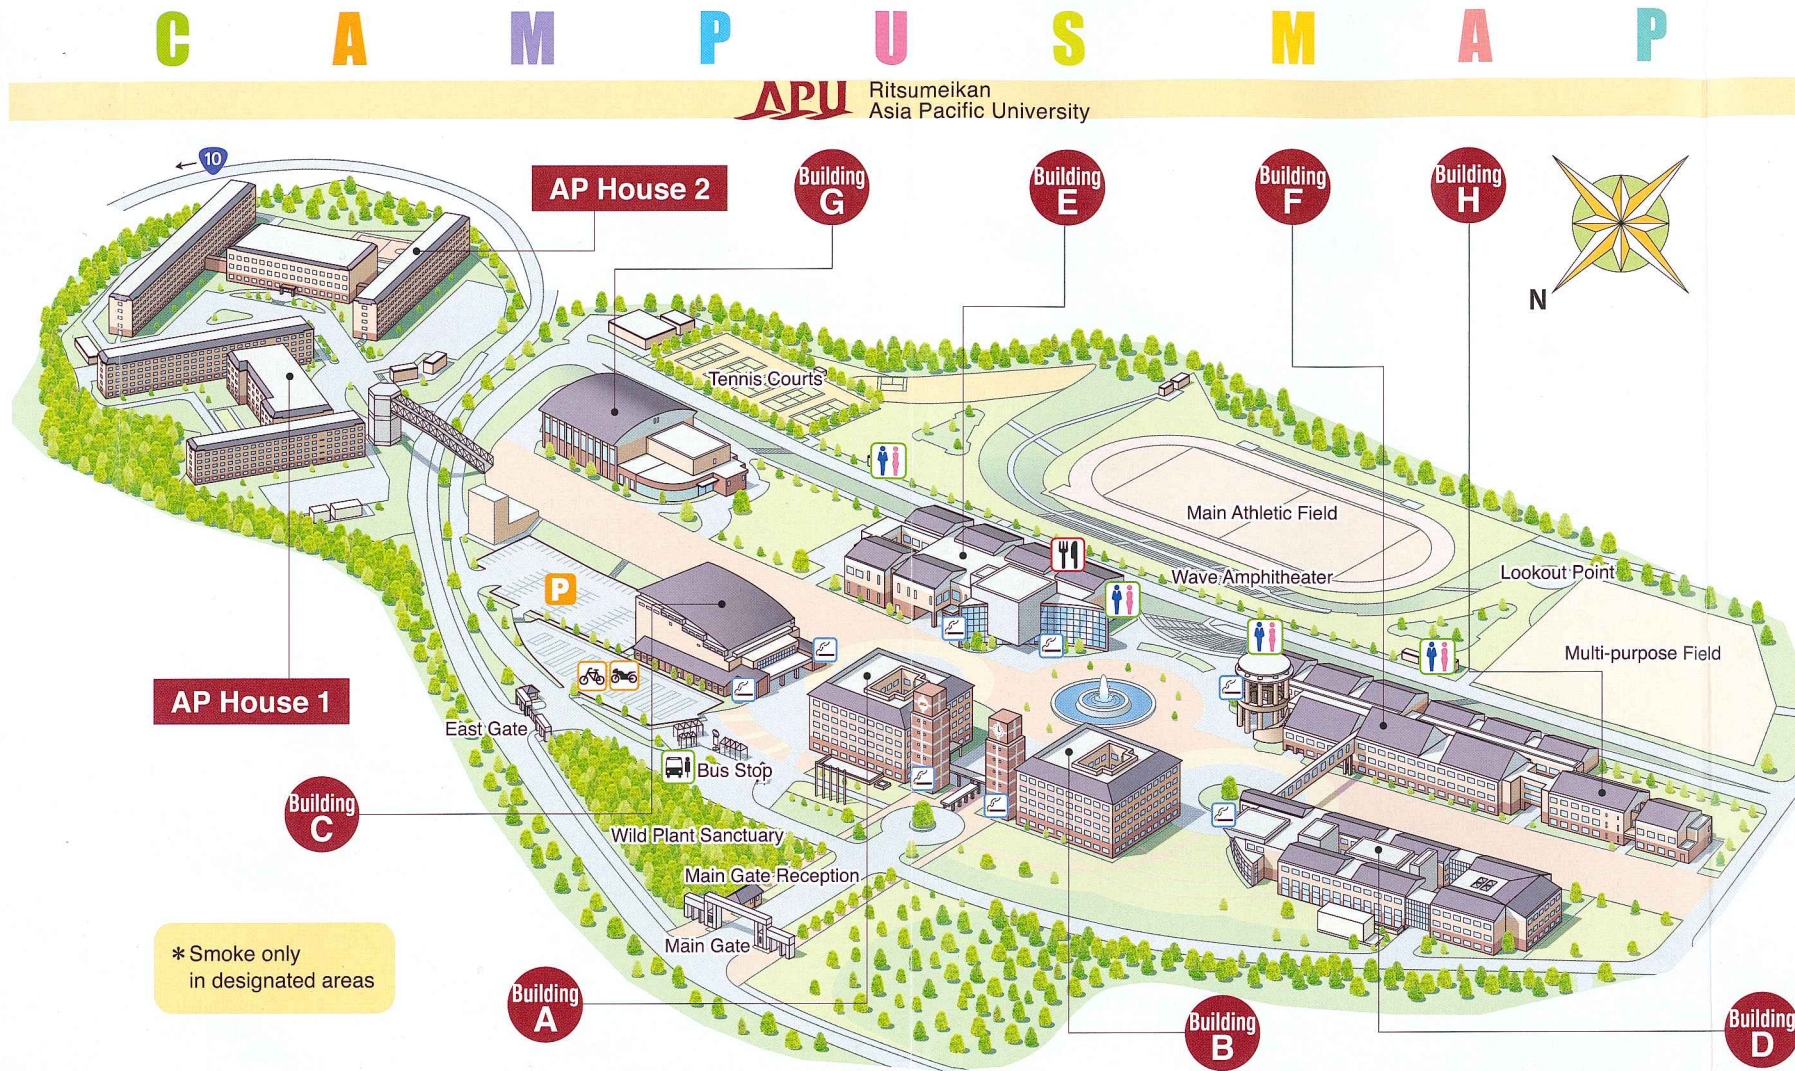 CAMPUS MAP
APU
Ritsumeikan
Asia Pacific University
10
AP House 2
Building
G
Building
E
Building
F
Building
H
N
Tennis Courts
Main Athletic Field
Wave Amphitheater
Lookout Point
Multi-purpose Field
P
AP House 1
East Gate
Bus Stop
Building
C
Wild Plant Sanctuary
Main Gate Reception
Main Gate
* Smoke only
in designated areas
Building
A
Building
B
Building
D